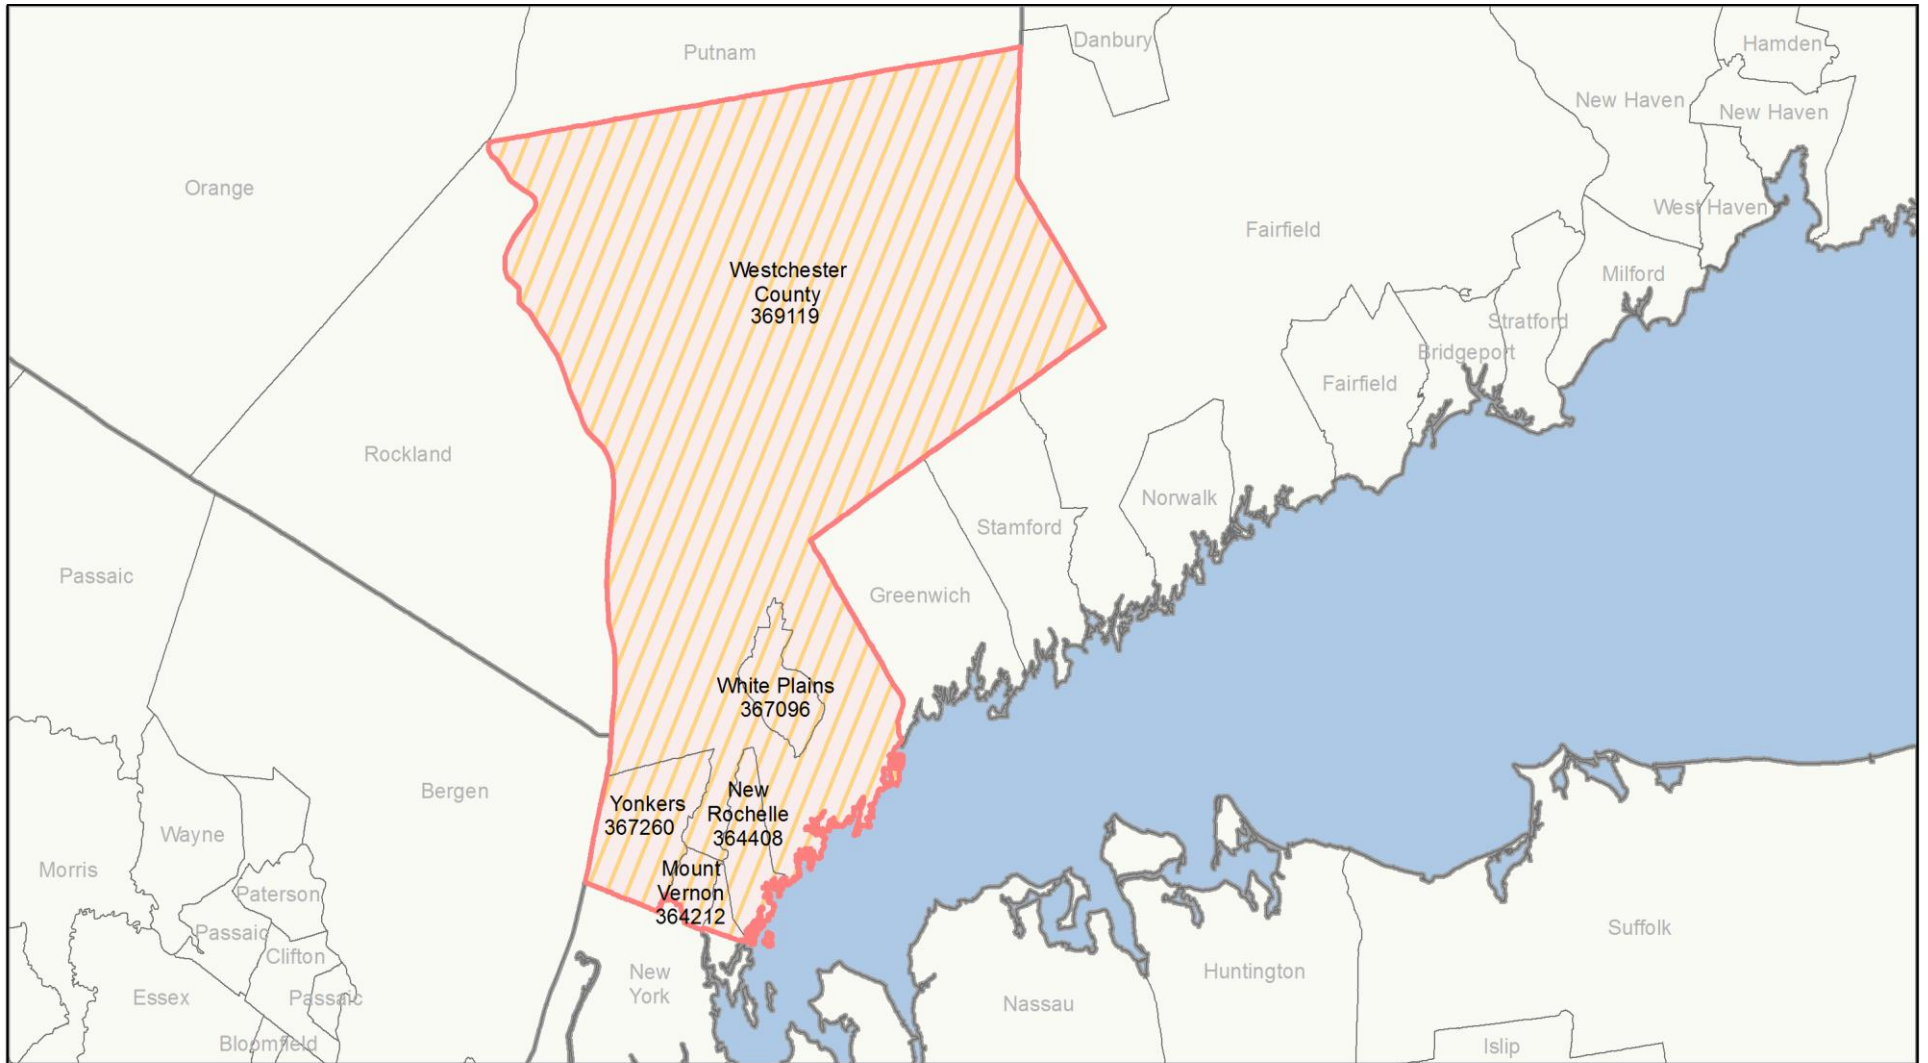 Putnam
Danbury
Hamden
New Haven
New Haven
Orange
West Haven
Fairfield
Westchester
County
369119
Milford
Stratford
Bridgeport
Fairfield
Rockland
Norwalk
Stamford
Passaic
Greenwich
White Plains
367096
Bergen
Yonkers
367260
New
Rochelle
364408
Wayne
Morris
Mount
Vernon
364212
Paterson
Passaic
Clifton
Suffolk
New
York
Huntington
Essex
Passaic
Nassau
Bloomfield
Islip